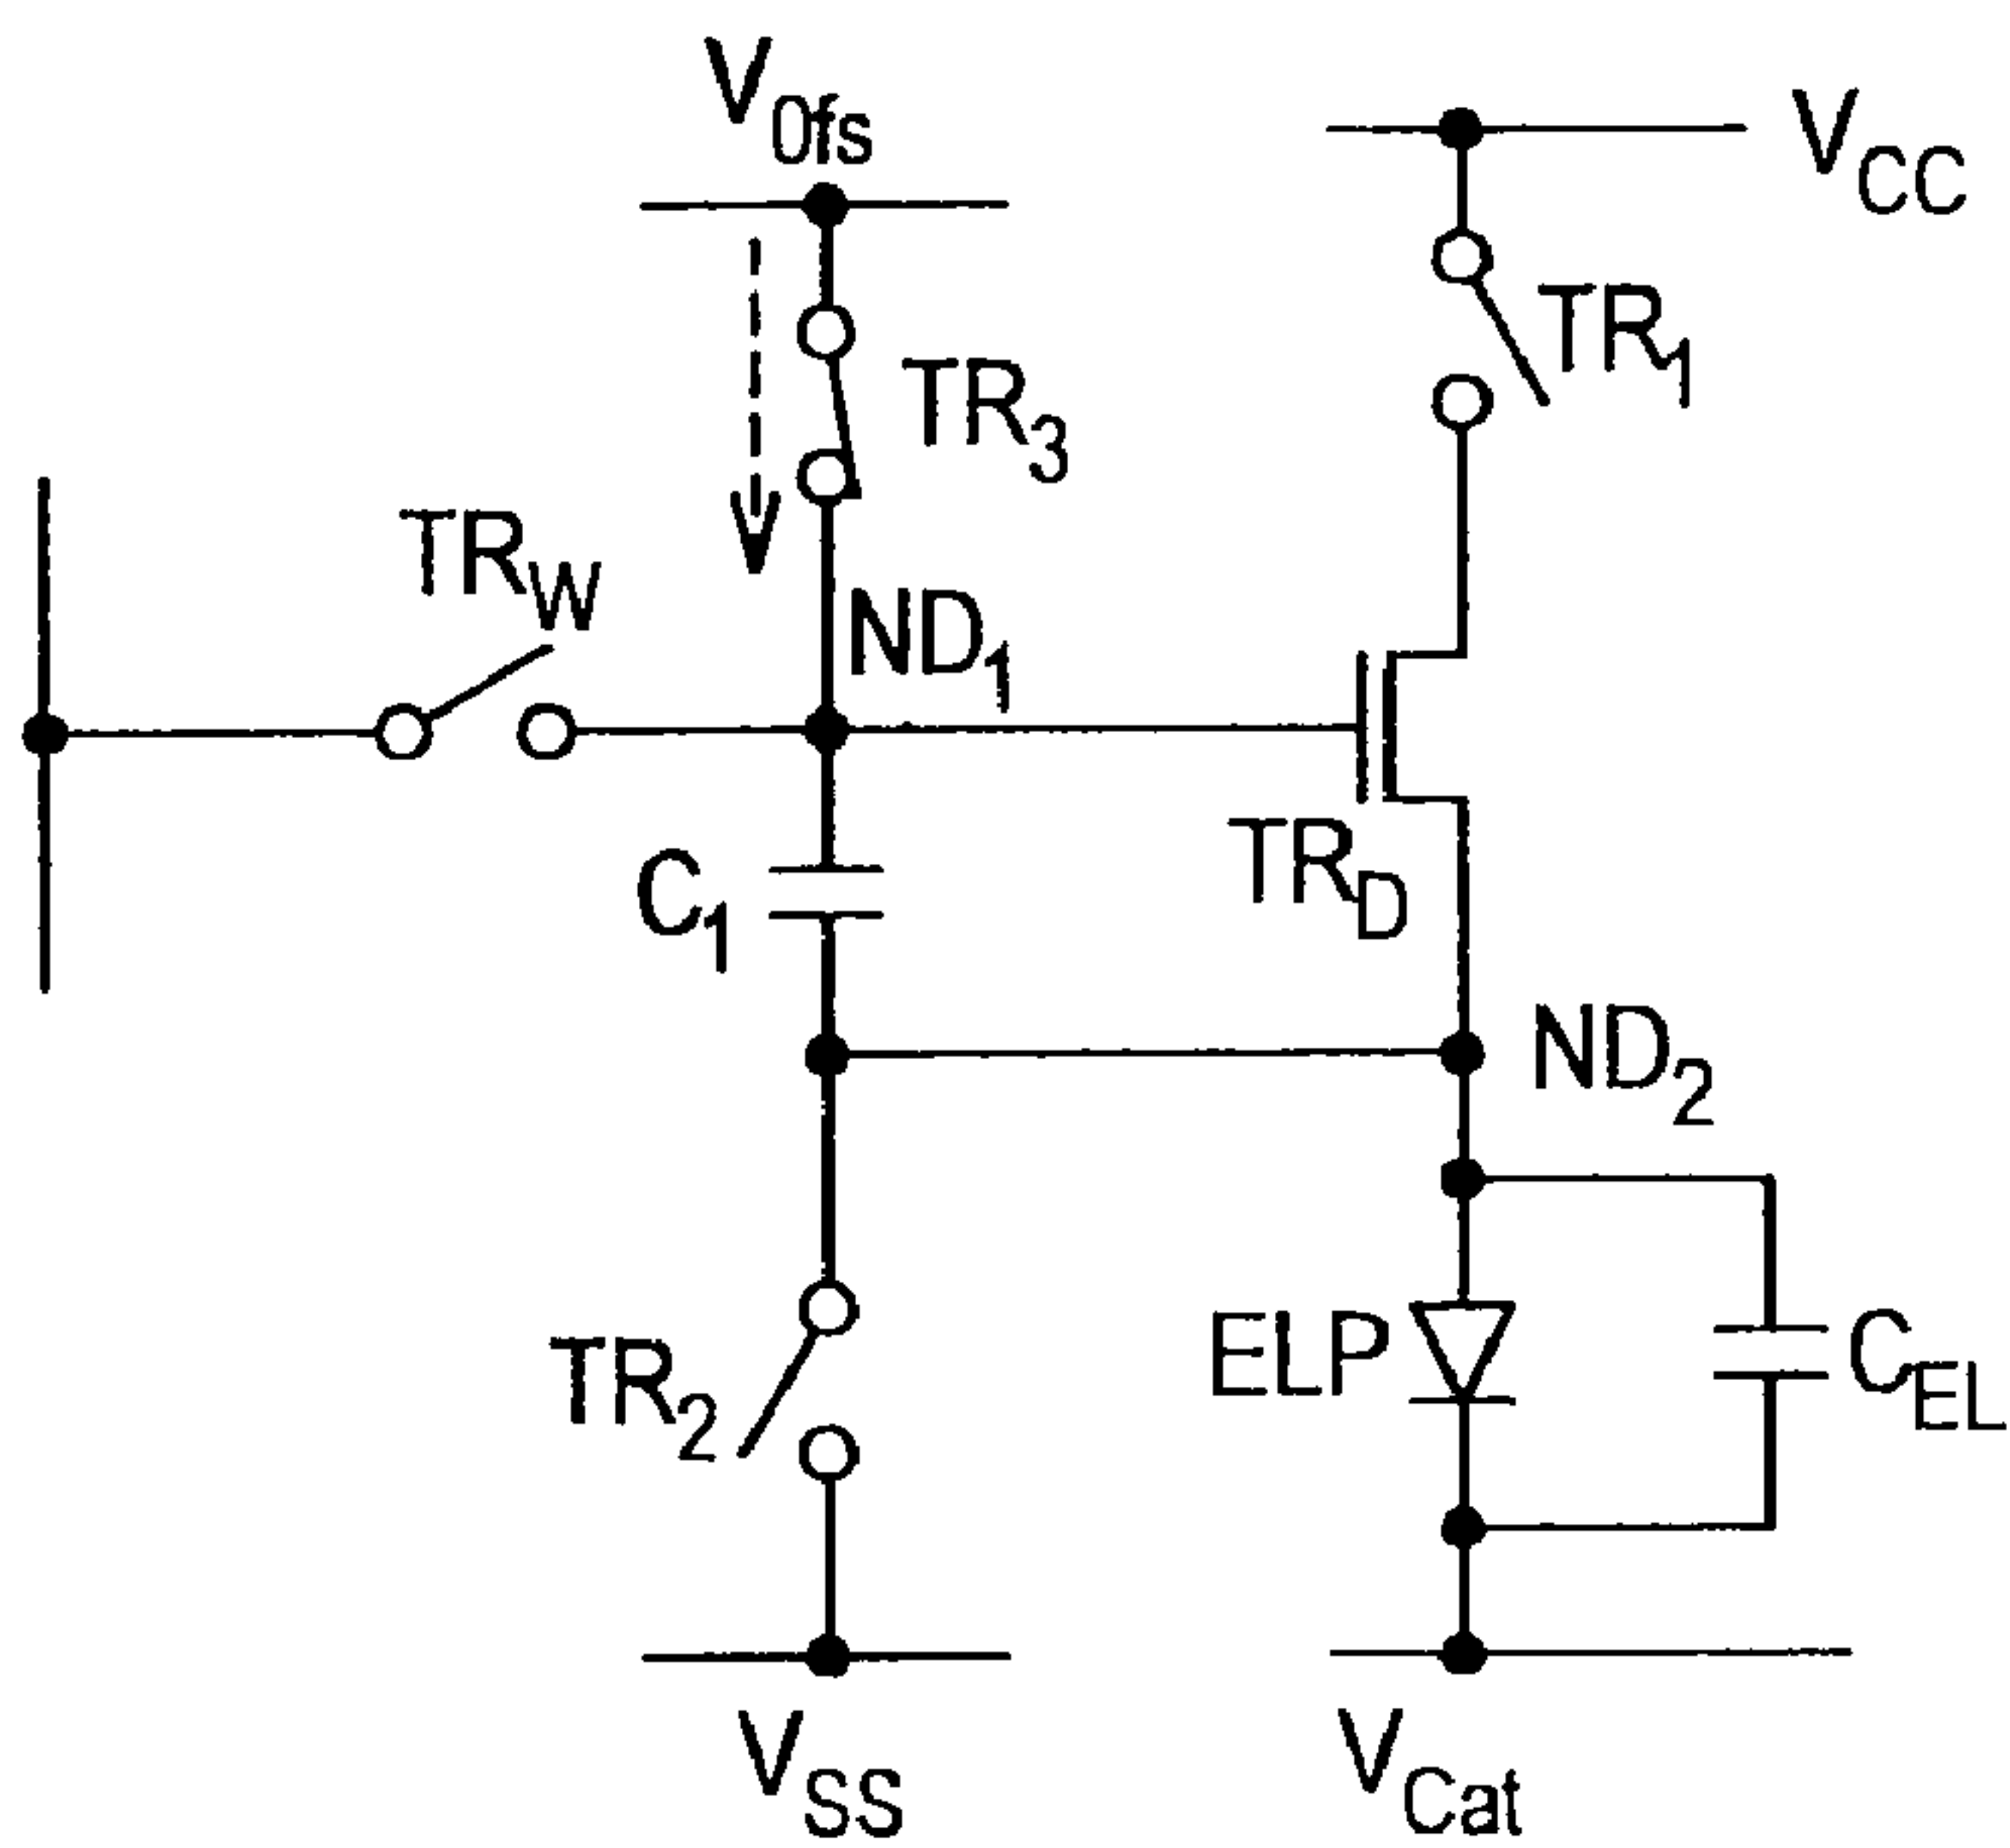 V0fs
VCC
TR1
TR3
TRW
ND1
C1
TRD
ND2
TR2
ELP
CEL
VSS
VCat